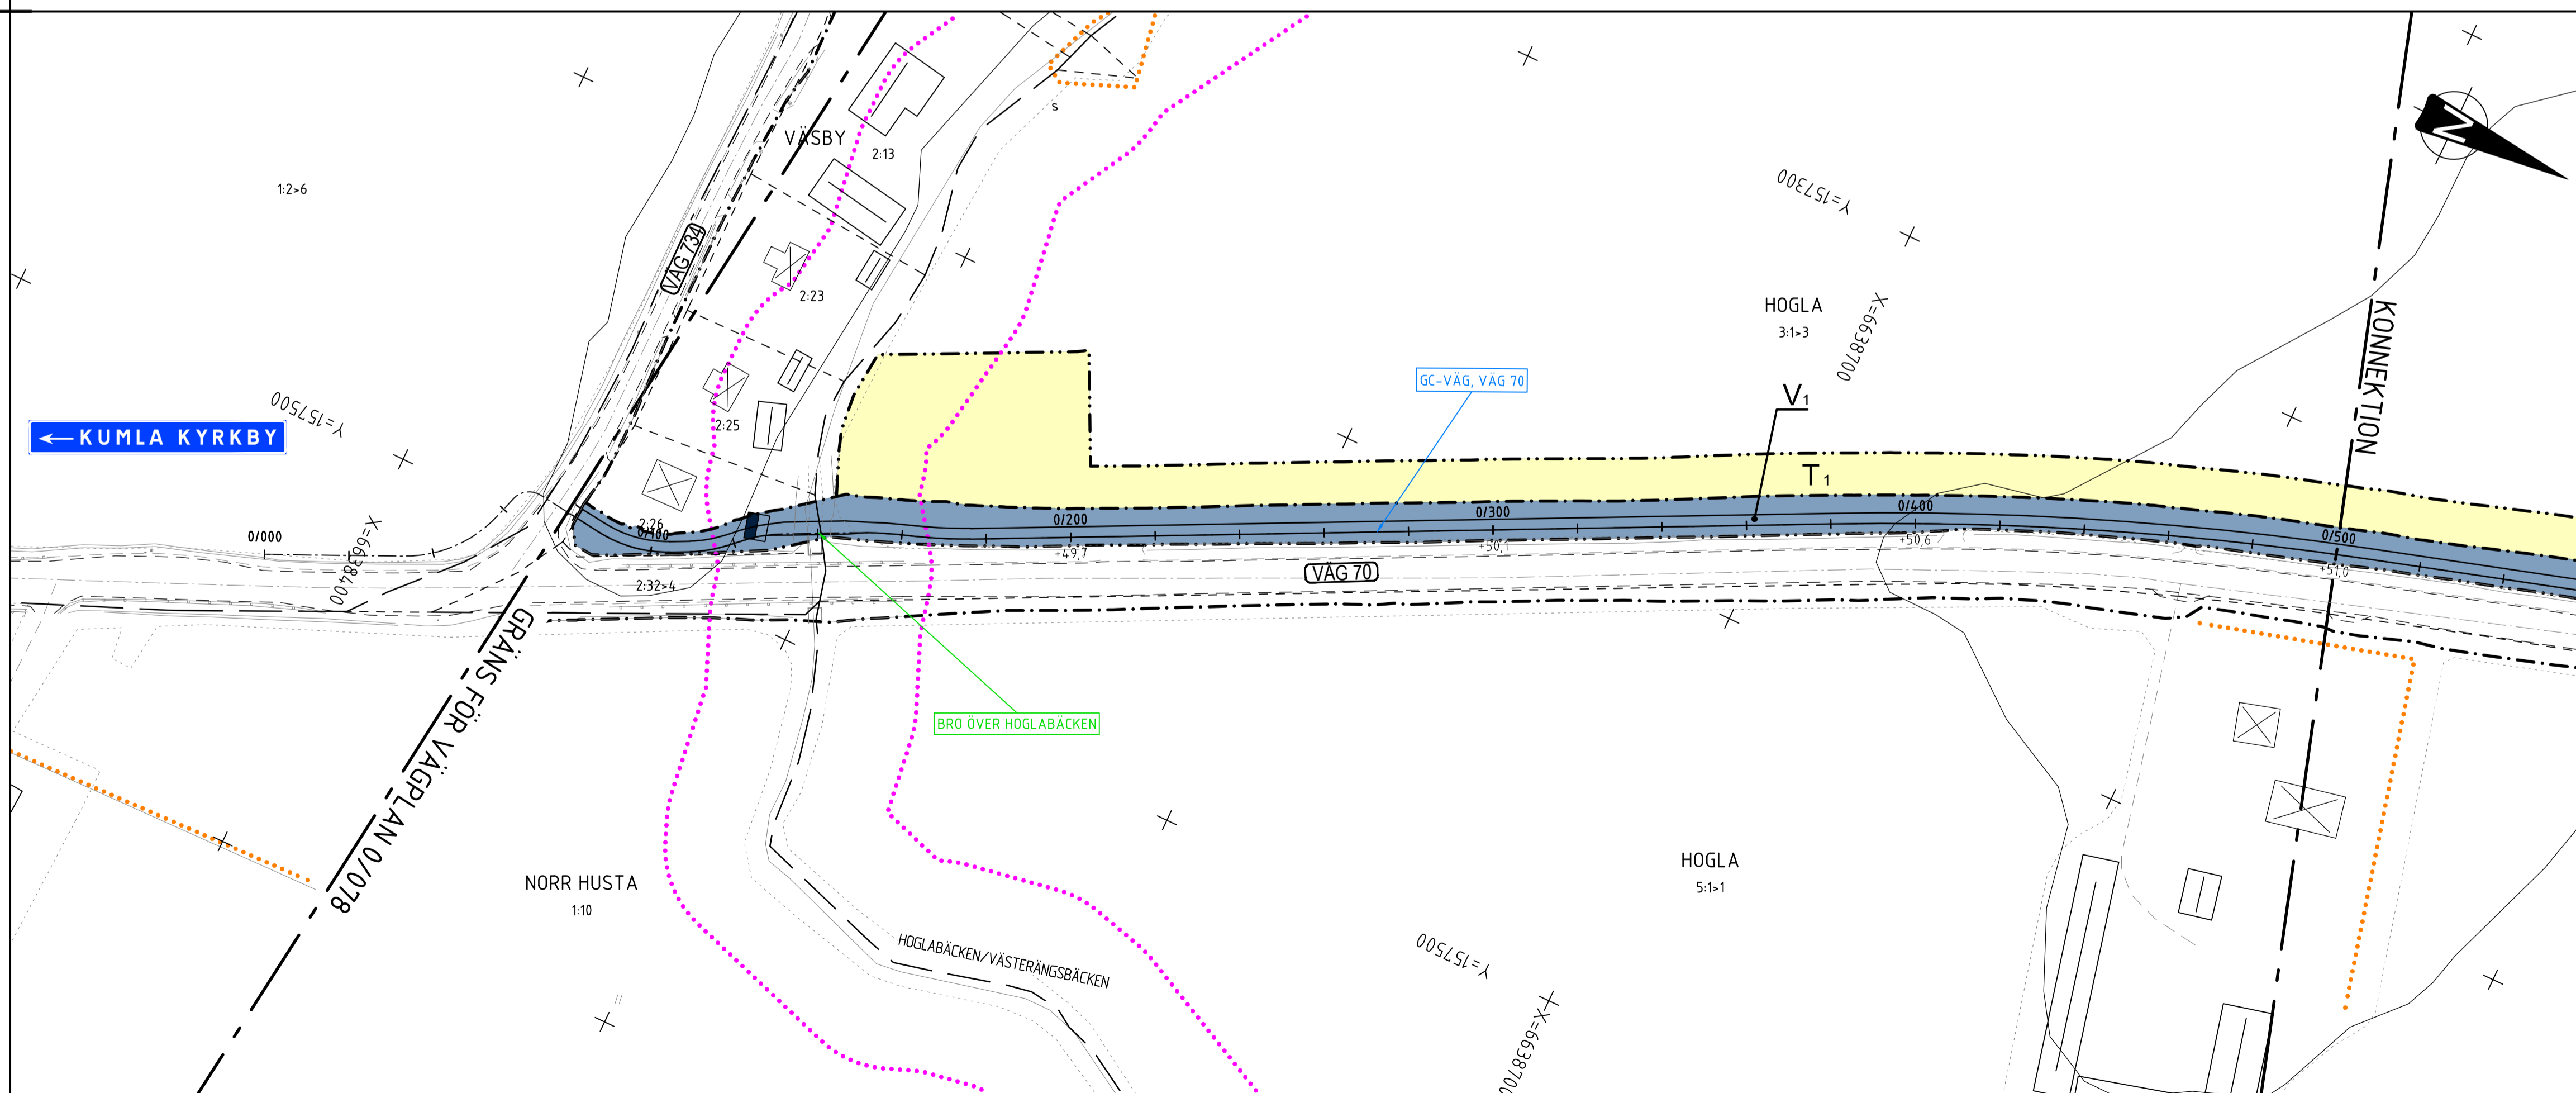 VÄSBY
2:13
1:2>6
S
N
Y=157300
VÄG 734
2:23
HOGLA
3:1>3
X=6638700
KONNEKTION
GC-VÄG, VÄG 70
V1
Y=157500
← KUMLA KYRKBY
2:25
T1
2:26
0/000
0/100
0/200
0/300
0/400
0/500
+49,7
+50,1
+50,6
+51,0
X=6638400
2:32>4
VÄG 70
GRÄNS FÖR VÄGPLAN 0/078
BRO ÖVER HOGLABÄCKEN
NORR HUSTA
1:10
HOGLA
5:1>1
HOGLABÄCKEN/VÄSTERÄNGSBÄCKEN
Y=157500
X=6638700